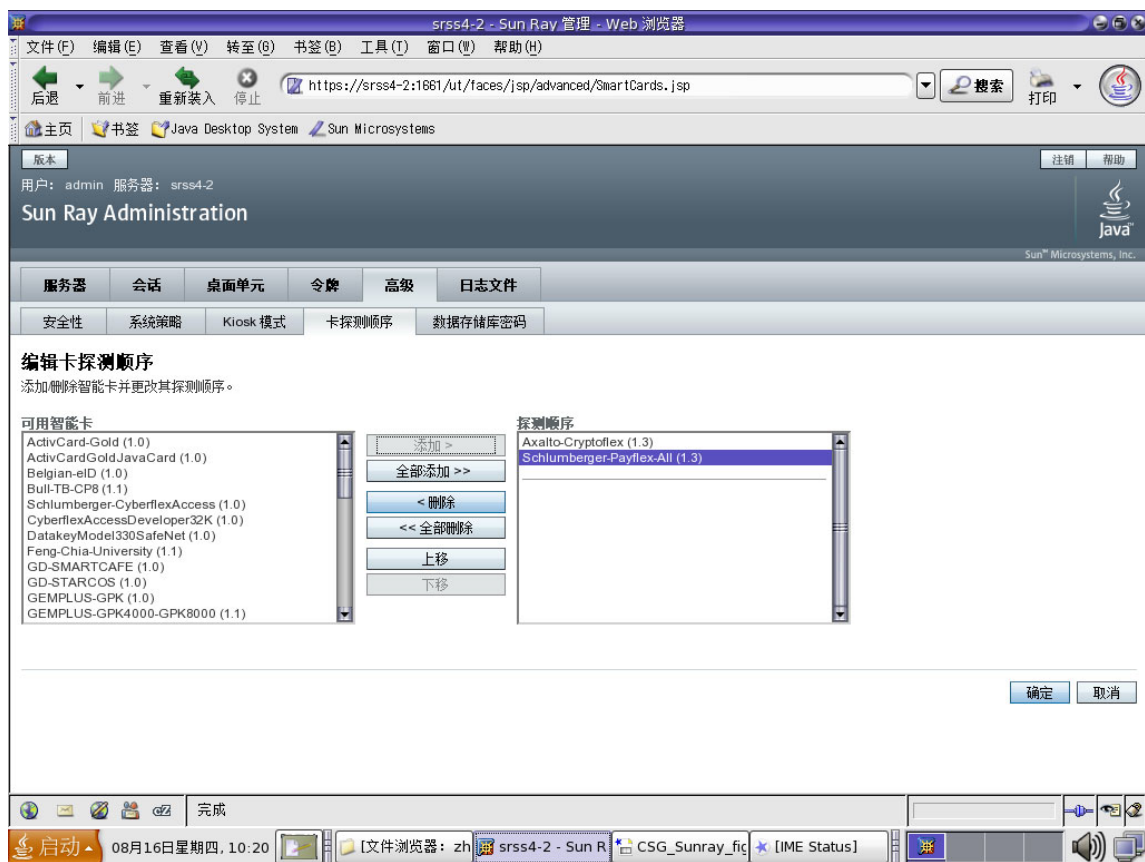 srss4-2 - Sun Ray 管理 - Web 浏览器
文件(F) 编辑(E) 查看(V) 转至(G) 书签(B) 工具(T) 窗口(W) 帮助(H)
后退 前进 重新装入 停止 https://srss4-2:1661/ut/faces/jsp/advanced/SmartCards.jsp 搜索 打印
主页 书签 Java Desktop System Sun Microsystems
版本 注销 帮助
用户: admin 服务器: srss4-2
Sun Ray Administration
Java™
Sun™ Microsystems, Inc.
服务器 会话 桌面单元 令牌 高级 日志文件
安全性 系统策略 Kiosk 模式 卡探测顺序 数据存储库密码
编辑卡探测顺序
添加/删除智能卡并更改其探测顺序。
可用智能卡
ActivCard-Gold (1.0)
ActivCardGoldJavaCard (1.0)
Belgian-eID (1.0)
Bull-TB-CP8 (1.1)
Schlumberger-CyberflexAccess (1.0)
CyberflexAccessDeveloper32K (1.0)
DatakeyModel330SafeNet (1.0)
Feng-Chia-University (1.1)
GD-SMARTCAFE (1.0)
GD-STARCOS (1.0)
GEMPLUS-GPK (1.0)
GEMPLUS-GPK4000-GPK8000 (1.1)
添加 >
全部添加 >>
< 删除
<< 全部删除
上移
下移
探测顺序
Axalto-Cryptoflex (1.3)
Schlumberger-Payflex-All (1.3)
确定 取消
完成
启动 08月16日星期四, 10:20 [文件浏览器: zh srss4-2 - Sun R CSG_Sunray_fig [IME Status]